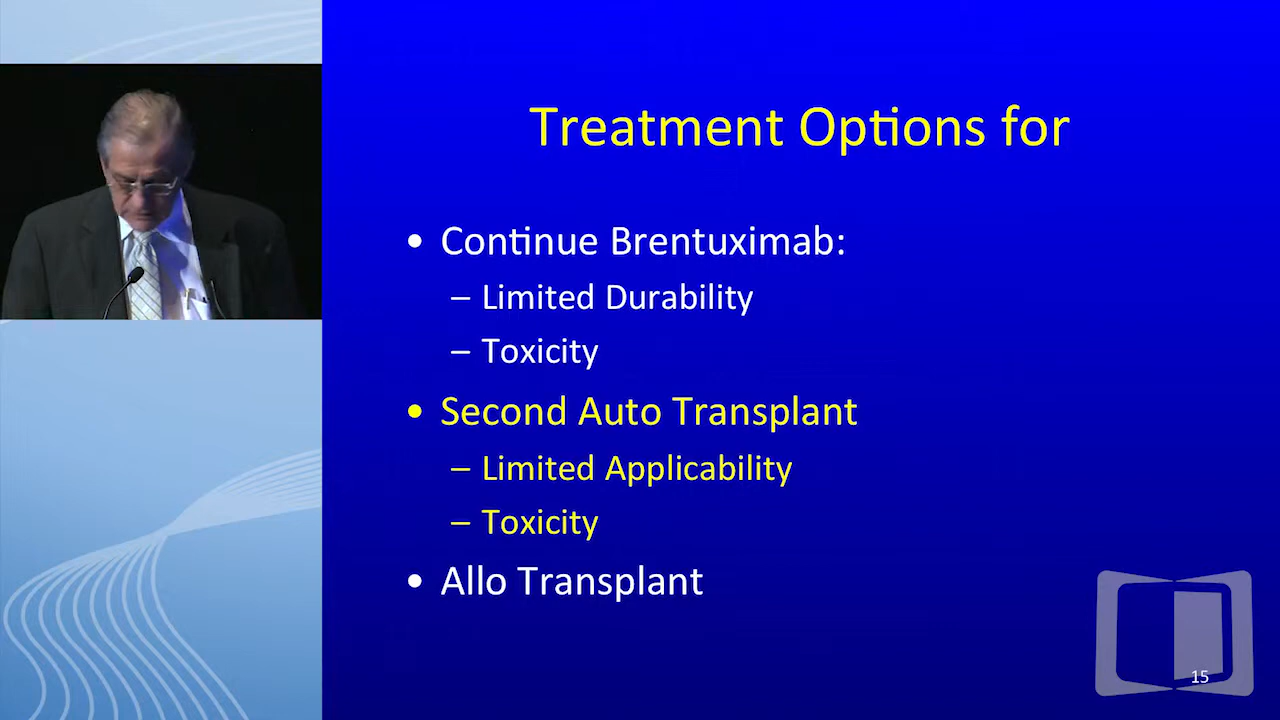 Treatment Options for
• Continue Brentuximab:
– Limited Durability
– Toxicity
• Second Auto Transplant
– Limited Applicability
– Toxicity
• Allo Transplant
15